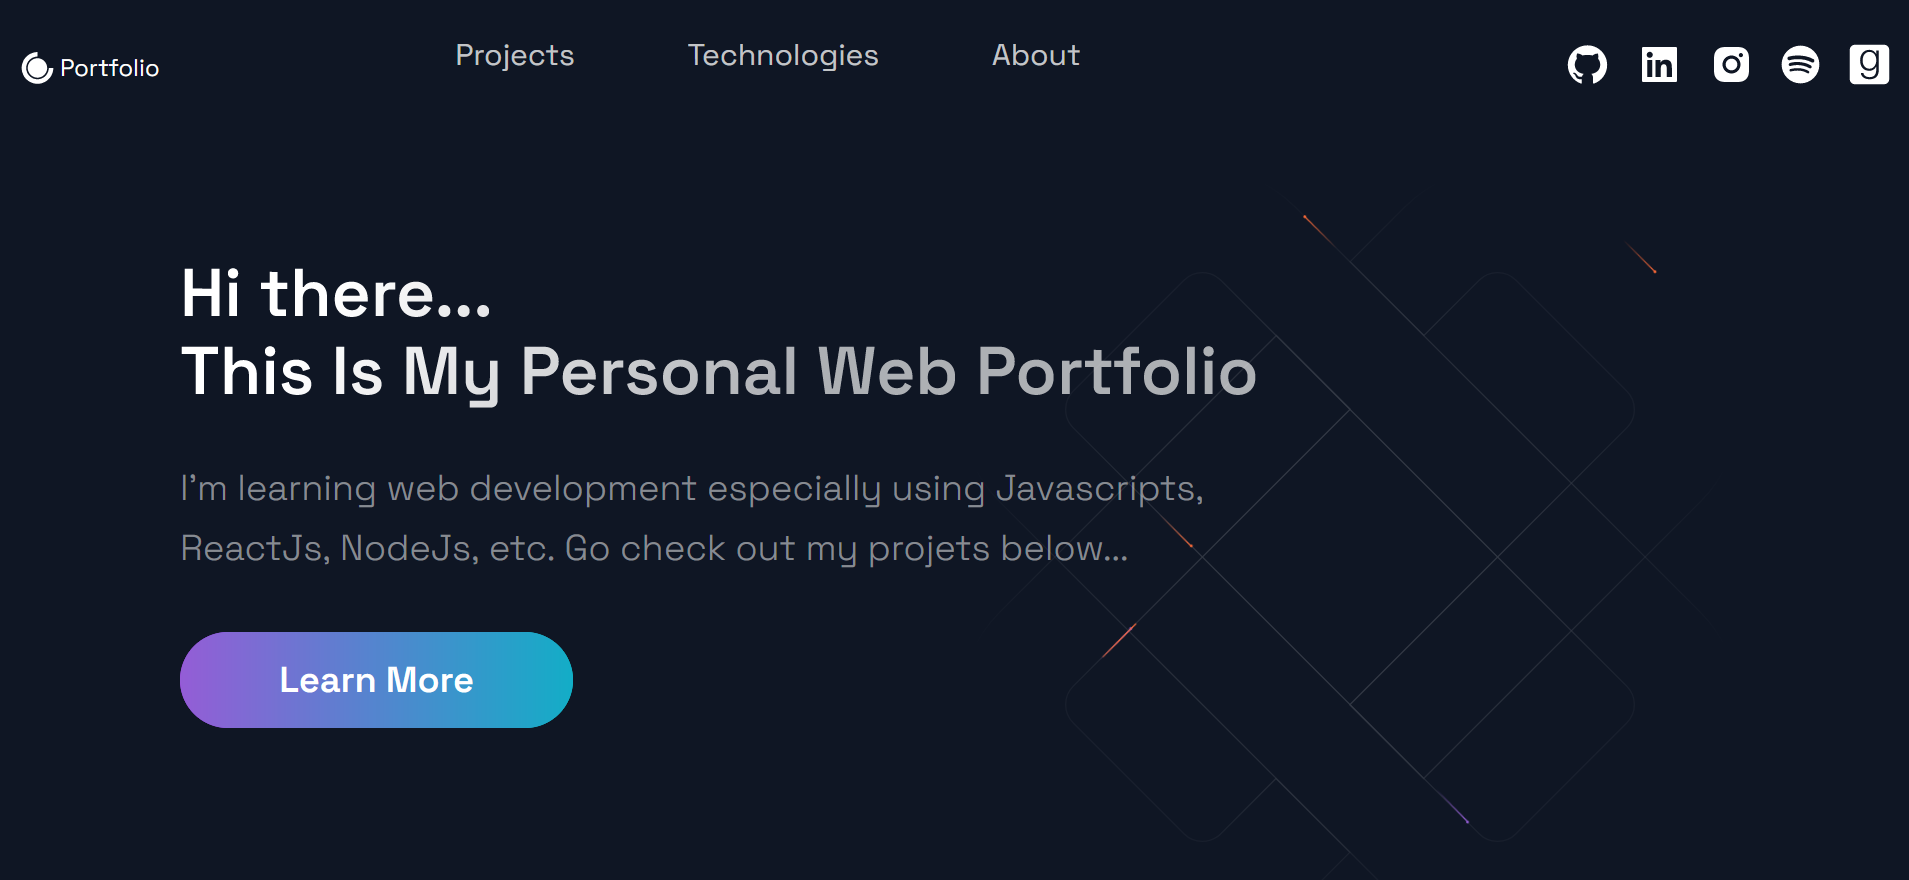 Portfolio
Projects
Technologies
About
Hi there...
This Is My Personal Web Portfolio
I'm learning web development especially using Javascripts,
ReactJs, NodeJs, etc. Go check out my projets below...
Learn More